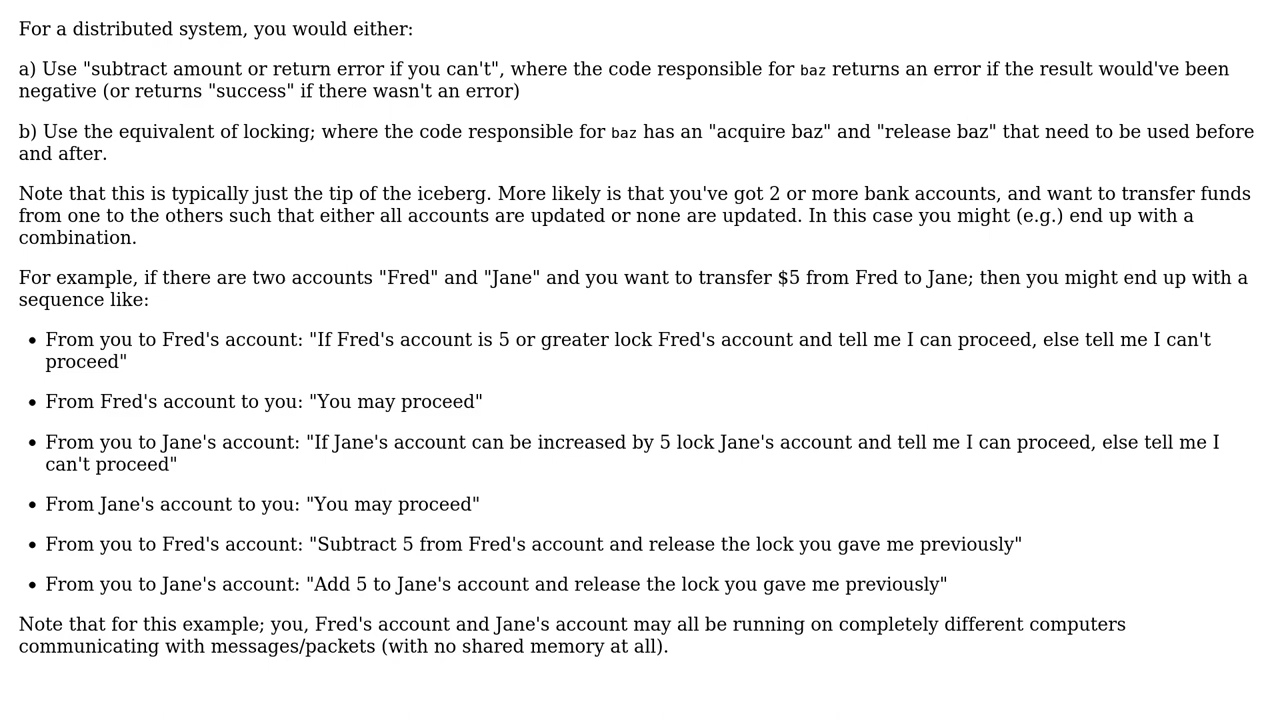 For a distributed system, you would either:
a) Use "subtract amount or return error if you can't", where the code responsible for baz returns an error if the result would've been
negative (or returns "success" if there wasn't an error)
b) Use the equivalent of locking; where the code responsible for baz has an "acquire baz" and "release baz" that need to be used before
and after.
Note that this is typically just the tip of the iceberg. More likely is that you've got 2 or more bank accounts, and want to transfer funds
from one to the others such that either all accounts are updated or none are updated. In this case you might (e.g.) end up with a
combination.
For example, if there are two accounts "Fred" and "Jane" and you want to transfer $5 from Fred to Jane; then you might end up with a
sequence like:
• From you to Fred's account: "If Fred's account is 5 or greater lock Fred's account and tell me I can proceed, else tell me I can't
proceed"
• From Fred's account to you: "You may proceed"
• From you to Jane's account: "If Jane's account can be increased by 5 lock Jane's account and tell me I can proceed, else tell me I
can't proceed"
• From Jane's account to you: "You may proceed"
• From you to Fred's account: "Subtract 5 from Fred's account and release the lock you gave me previously"
• From you to Jane's account: "Add 5 to Jane's account and release the lock you gave me previously"
Note that for this example; you, Fred's account and Jane's account may all be running on completely different computers
communicating with messages/packets (with no shared memory at all).